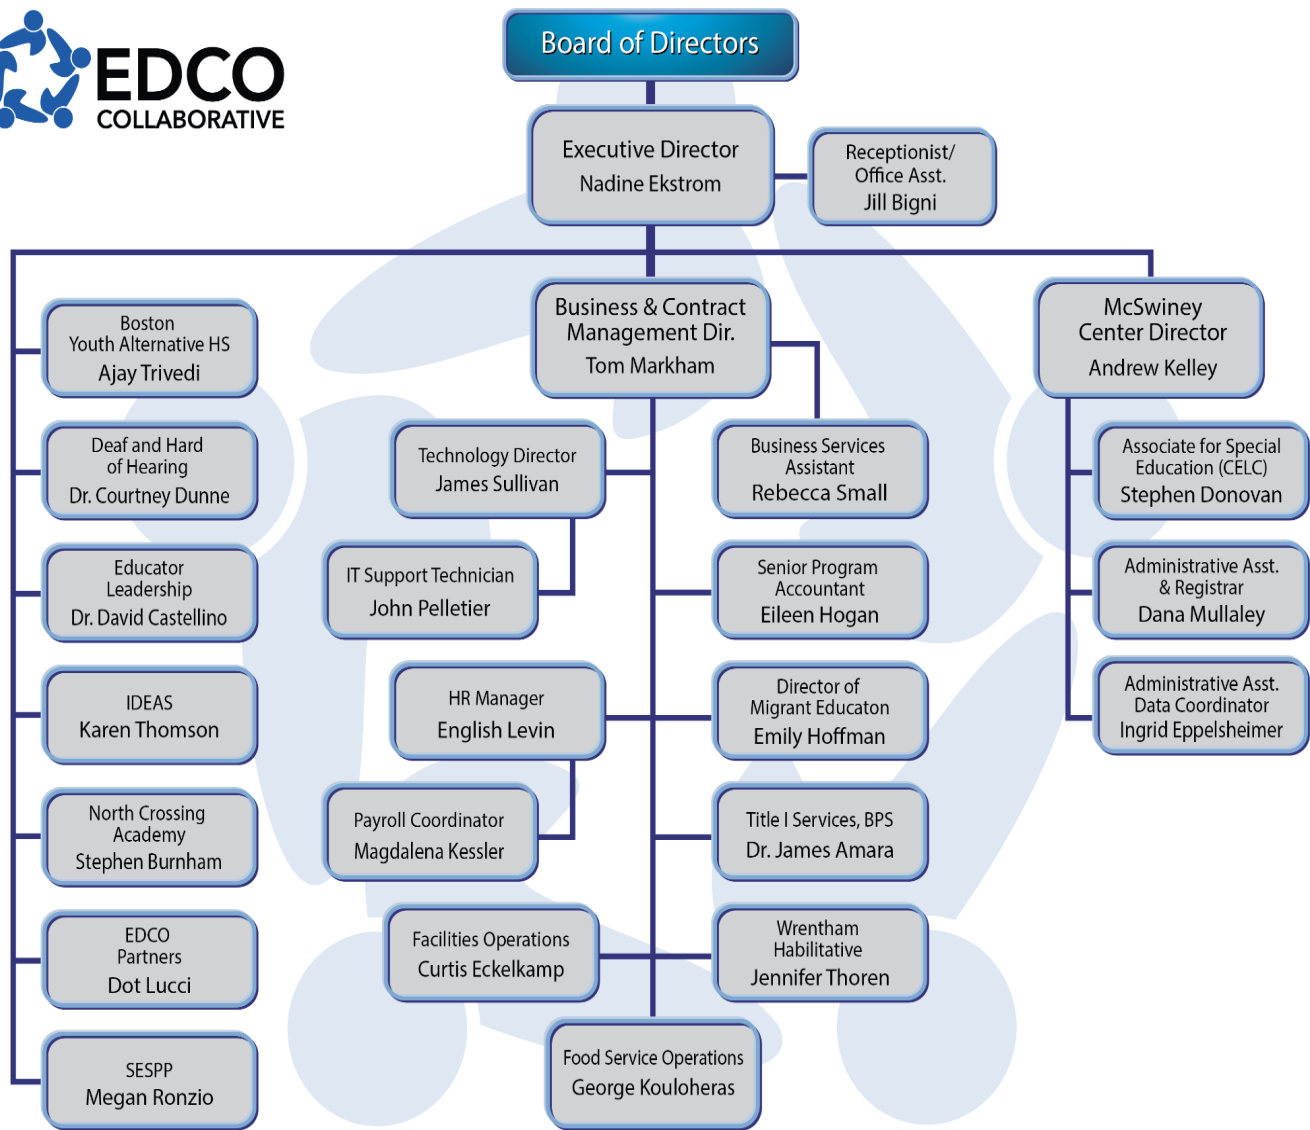 EDCO
COLLABORATIVE
Board of Directors
Executive Director
Nadine Ekstrom
Receptionist/
Office Asst.
Jill Bigni
Boston
Youth Alternative HS
Ajay Trivedi
Deaf and Hard
of Hearing
Dr. Courtney Dunne
Educator
Leadership
Dr. David Castellino
IDEAS
Karen Thomson
North Crossing
Academy
Stephen Burnham
EDCO
Partners
Dot Lucci
SESPP
Megan Ronzio
Business & Contract
Management Dir.
Tom Markham
Technology Director
James Sullivan
IT Support Technician
John Pelletier
HR Manager
English Levin
Payroll Coordinator
Magdalena Kessler
Facilities Operations
Curtis Eckelkamp
Business Services
Assistant
Rebecca Small
Senior Program
Accountant
Eileen Hogan
Director of
Migrant Educaton
Emily Hoffman
Title I Services, BPS
Dr. James Amara
Wrentham
Habilitative
Jennifer Thoren
Food Service Operations
George Kouloheras
McSwiney
Center Director
Andrew Kelley
Associate for Special
Education (CELC)
Stephen Donovan
Administrative Asst.
& Registrar
Dana Mullaley
Administrative Asst.
Data Coordinator
Ingrid Eppelsheimer